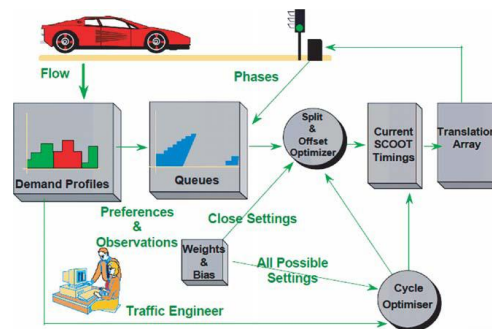 Flow
Phases
Split
&
Offset
Optimizer
Current
SCOOT
Timings
Translation
Array
Demand Profiles
Queues
Preferences
&
Observations
Close Settings
Weights
&
Bias
All Possible
Settings
Traffic Engineer
Cycle
Optimiser